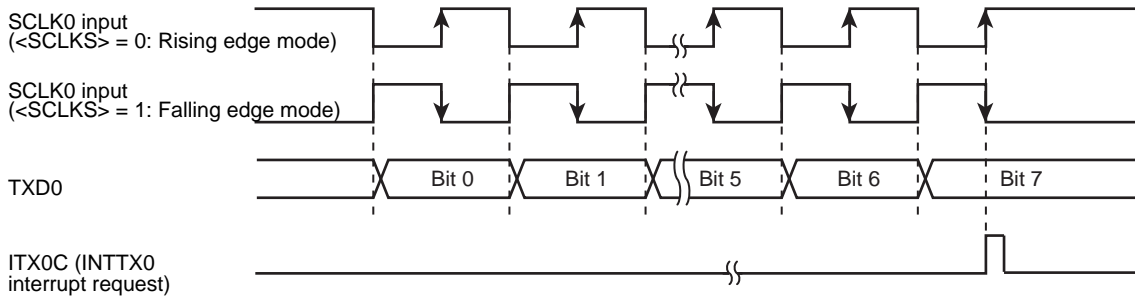 SCLK0 input
(<SCLKS> = 0: Rising edge mode)
SCLK0 input
(<SCLKS> = 1: Falling edge mode)
TXD0
Bit 0
Bit 1
Bit 5
Bit 6
Bit 7
ITX0C (INTTX0
interrupt request)